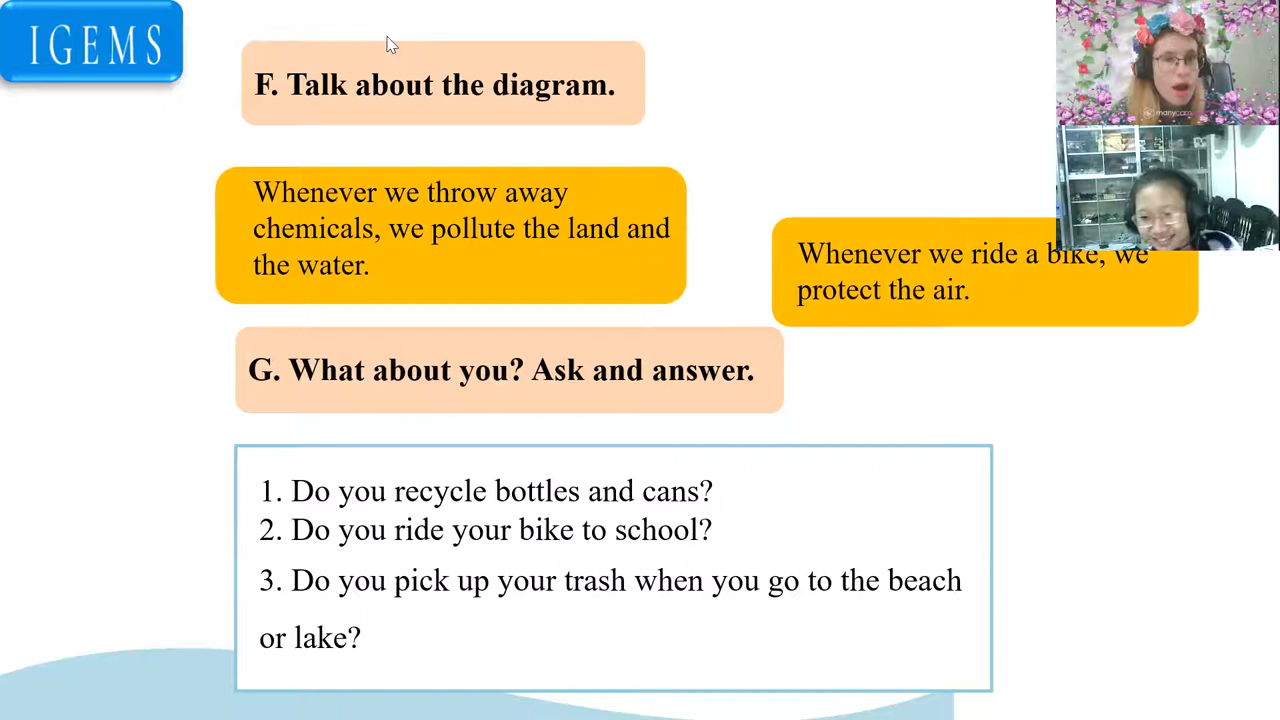 IGEMS
F. Talk about the diagram.
Whenever we throw away
chemicals, we pollute the land and
the water.
Whenever we ride a bike, we
protect the air.
G. What about you? Ask and answer.
1. Do you recycle bottles and cans?
2. Do you ride your bike to school?
3. Do you pick up your trash when you go to the beach
or lake?